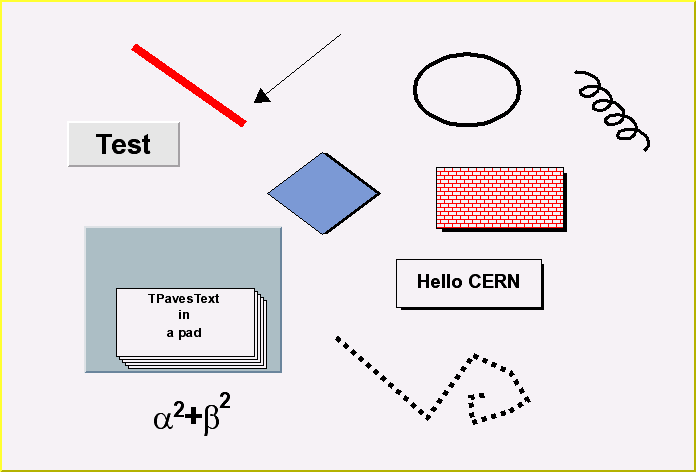 Test
Hello CERN
TPavesText
in
a pad
α²+β²